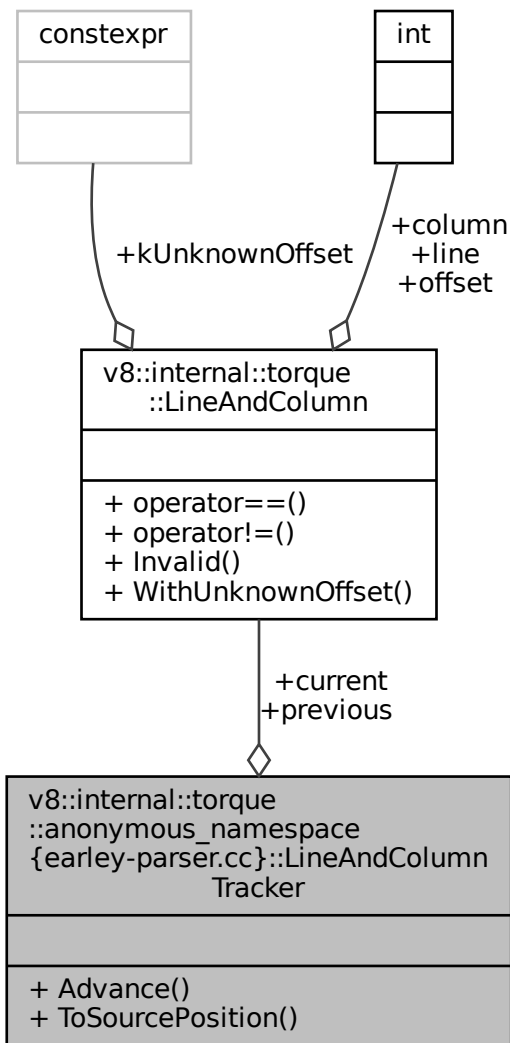 constexpr
int
+kUnknownOffset
+column
+line
+offset
v8::internal::torque
::LineAndColumn
+ operator==()
+ operator!=()
+ Invalid()
+ WithUnknownOffset()
+current
+previous
v8::internal::torque
::anonymous_namespace
{earley-parser.cc}::LineAndColumn
Tracker
+ Advance()
+ ToSourcePosition()